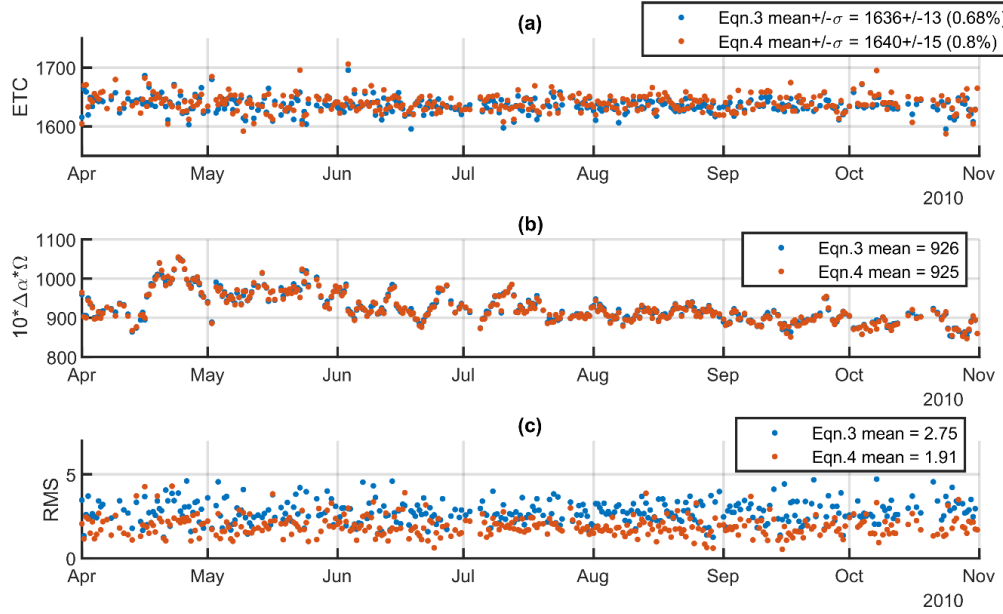 (a)
Eqn.3 mean+/-σ = 1636+/-13 (0.68%)
Eqn.4 mean+/-σ = 1640+/-15 (0.8%)
ETC
1700
1600
Apr May Jun Jul Aug Sep Oct Nov
2010
(b)
Eqn.3 mean = 926
Eqn.4 mean = 925
10*Δα*Ω
1100
1000
900
800
Apr May Jun Jul Aug Sep Oct Nov
2010
(c)
Eqn.3 mean = 2.75
Eqn.4 mean = 1.91
RMS
5
0
Apr May Jun Jul Aug Sep Oct Nov
2010